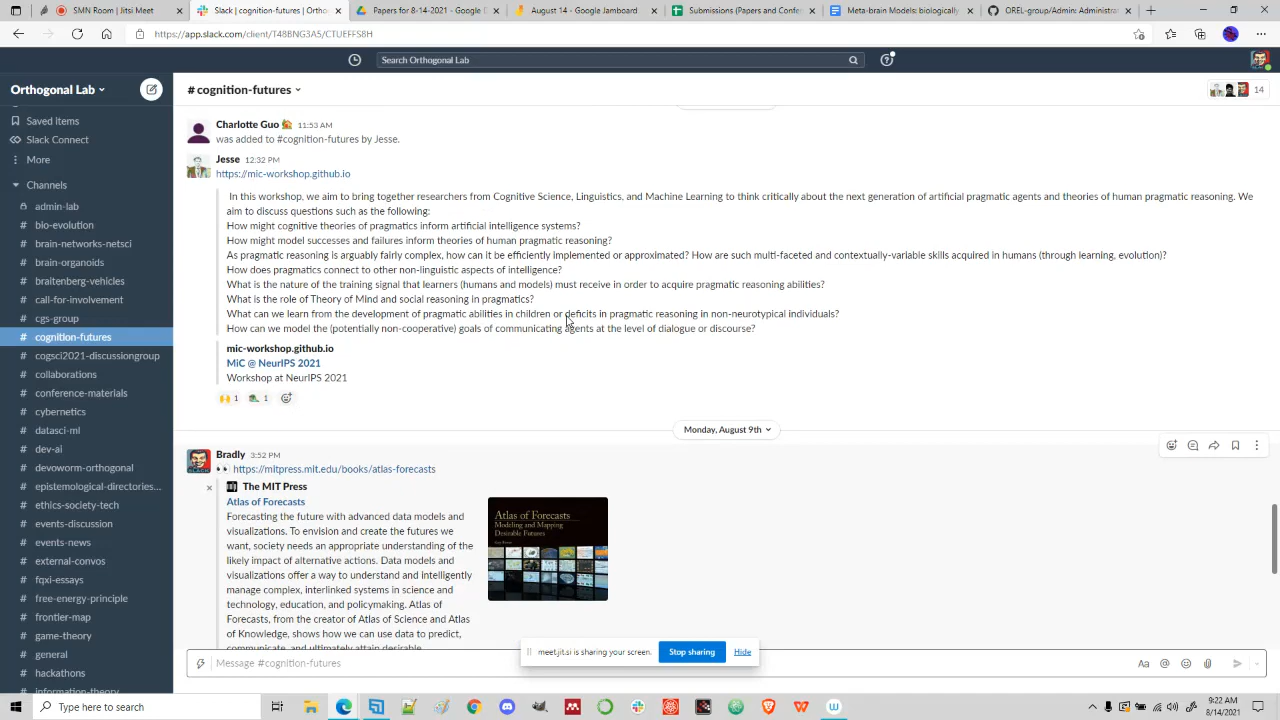 SMN Room | Jitsi Meet
Slack | cognition-futures | Ortho
Papers for 8-14-2021 - Google D
August 14 - Google Jamboard
Submissions (Papers and Confe
Meta-brain Models: biologically
OREL-group/Admin: Administrat
https://app.slack.com/client/T48BNG3A5/CTUEFFS8H
Search Orthogonal Lab
Orthogonal Lab
# cognition-futures
14
Saved items
Slack Connect
More
Channels
admin-lab
# bio-evolution
# brain-networks-netsci
# brain-organoids
# braitenberg-vehicles
# call-for-involvement
# cgs-group
# cognition-futures
# cogsci2021-discussiongroup
# collaborations
# conference-materials
# cybernetics
# datasci-ml
# dev-ai
# devoworm-orthogonal
# epistemological-directories...
# ethics-society-tech
# events-discussion
# events-news
# external-convos
# fqxi-essays
# free-energy-principle
# frontier-map
# game-theory
# general
# hackathons
# information-theory
Charlotte Guo 11:53 AM
was added to #cognition-futures by Jesse.
Jesse 12:32 PM
https://mic-workshop.github.io
In this workshop, we aim to bring together researchers from Cognitive Science, Linguistics, and Machine Learning to think critically about the next generation of artificial pragmatic agents and theories of human pragmatic reasoning. We
aim to discuss questions such as the following:
How might cognitive theories of pragmatics inform artificial intelligence systems?
How might model successes and failures inform theories of human pragmatic reasoning?
As pragmatic reasoning is arguably fairly complex, how can it be efficiently implemented or approximated? How are such multi-faceted and contextually-variable skills acquired in humans (through learning, evolution)?
How does pragmatics connect to other non-linguistic aspects of intelligence?
What is the nature of the training signal that learners (humans and models) must receive in order to acquire pragmatic reasoning abilities?
What is the role of Theory of Mind and social reasoning in pragmatics?
What can we learn from the development of pragmatic abilities in children or deficits in pragmatic reasoning in non-neurotypical individuals?
How can we model the (potentially non-cooperative) goals of communicating agents at the level of dialogue or discourse?
mic-workshop.github.io
MiC @ NeurIPS 2021
Workshop at NeurIPS 2021
1 1
Monday, August 9th
Bradly 3:52 PM
https://mitpress.mit.edu/books/atlas-forecasts
The MIT Press
Atlas of Forecasts
Forecasting the future with advanced data models and
visualizations. To envision and create the futures we
want, society needs an appropriate understanding of the
likely impact of alternative actions. Data models and
visualizations offer a way to understand and intelligently
manage complex, interlinked systems in science and
technology, education, and policymaking. Atlas of
Forecasts, from the creator of Atlas of Science and Atlas
of Knowledge, shows how we can use data to predict,
communicate, and ultimately attain desirable
Atlas of Forecasts
Modeling and Mapping
Desirable Futures
meet.jit.si is sharing your screen.
Stop sharing
Hide
Message #cognition-futures
Aa
Type here to search
9:22 AM
8/14/2021